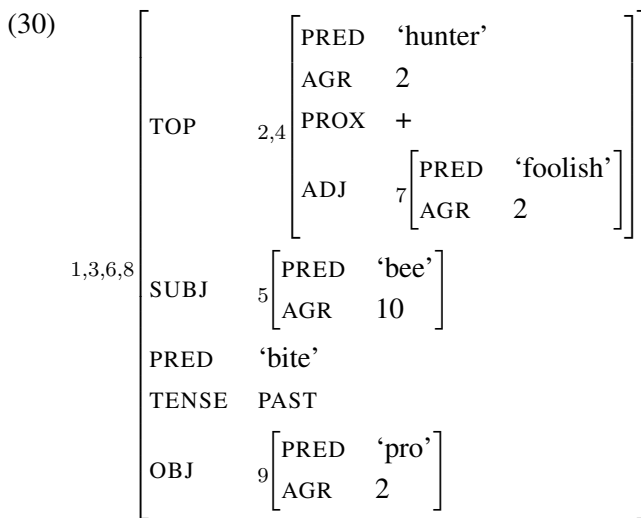 (30)
PRED ‘hunter’
AGR 2
TOP 2,4 PROX +
ADJ 7 PRED ‘foolish’
AGR 2
1,3,6,8
SUBJ 5 PRED ‘bee’
AGR 10
PRED ‘bite’
TENSE PAST
OBJ 9 PRED ‘pro’
AGR 2